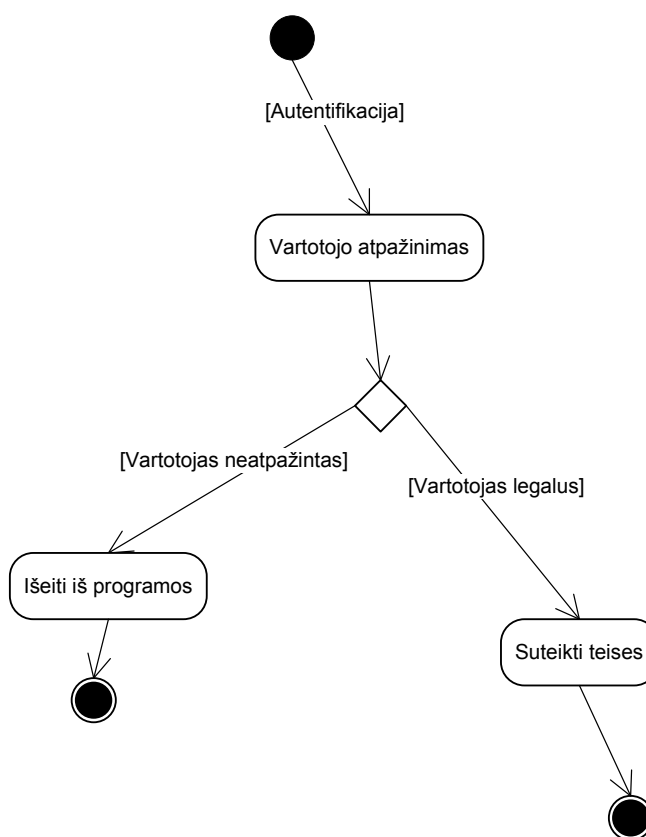 [Autentifikacija]
Vartotojo atpažinimas
[Vartotojas neatpažintas]
[Vartotojas legalus]
Išeiti iš programos
Suteikti teises